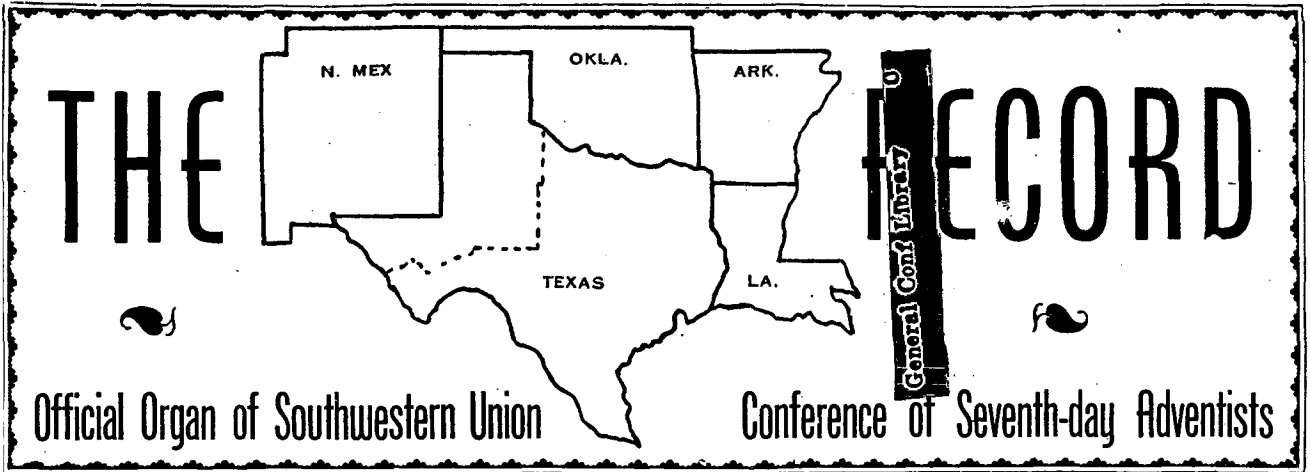 THE RECORD
N. MEX
OKLA.
ARK.
TEXAS
LA.
General Conf Library
Official Organ of Southwestern Union Conference of Seventh-day Adventists